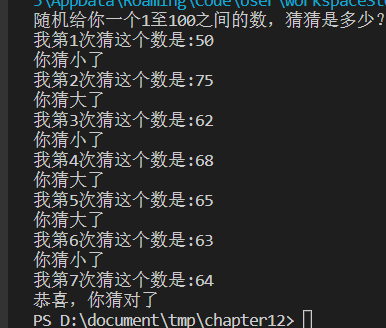 随机给你一个1至100之间的数，猜猜是多少？
我第1次猜这个数是:50
你猜小了
我第2次猜这个数是:75
你猜大了
我第3次猜这个数是:62
你猜小了
我第4次猜这个数是:68
你猜大了
我第5次猜这个数是:65
你猜大了
我第6次猜这个数是:63
你猜小了
我第7次猜这个数是:64
恭喜，你猜对了
PS D:\document\tmp\chapter12>